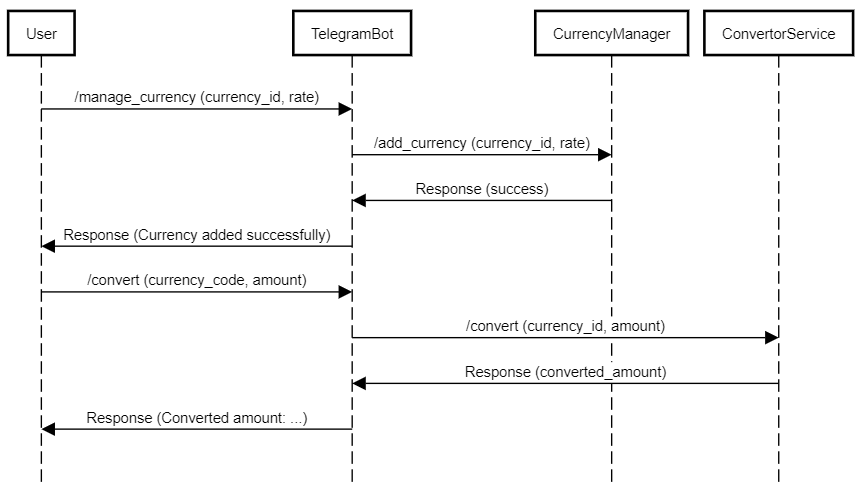 User
TelegramBot
CurrencyManager
ConvertorService
/manage_currency (currency_id, rate)
/add_currency (currency_id, rate)
Response (success)
Response (Currency added successfully)
/convert (currency_code, amount)
/convert (currency_id, amount)
Response (converted_amount)
Response (Converted amount: ...)